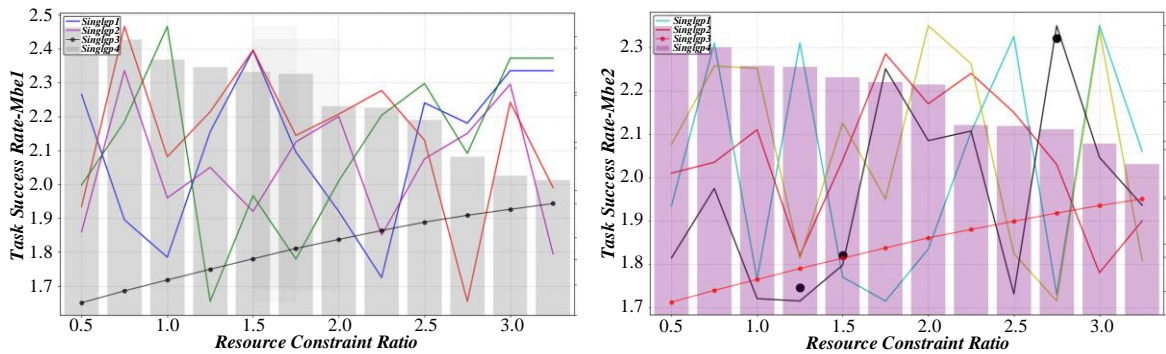 2.5
2.4
2.3
2.2
2.1
2.0
1.9
1.8
1.7
Task Success Rate-Mbe1
Singlgp1
Singlgp2
Singlgp3
Singlgp4
0.5 1.0 1.5 2.0 2.5 3.0
Resource Constraint Ratio
2.3
2.2
2.1
2.0
1.9
1.8
1.7
Task Success Rate-Mbe2
Singlgp1
Singlgp2
Singlgp3
Singlgp4
0.5 1.0 1.5 2.0 2.5 3.0
Resource Constraint Ratio